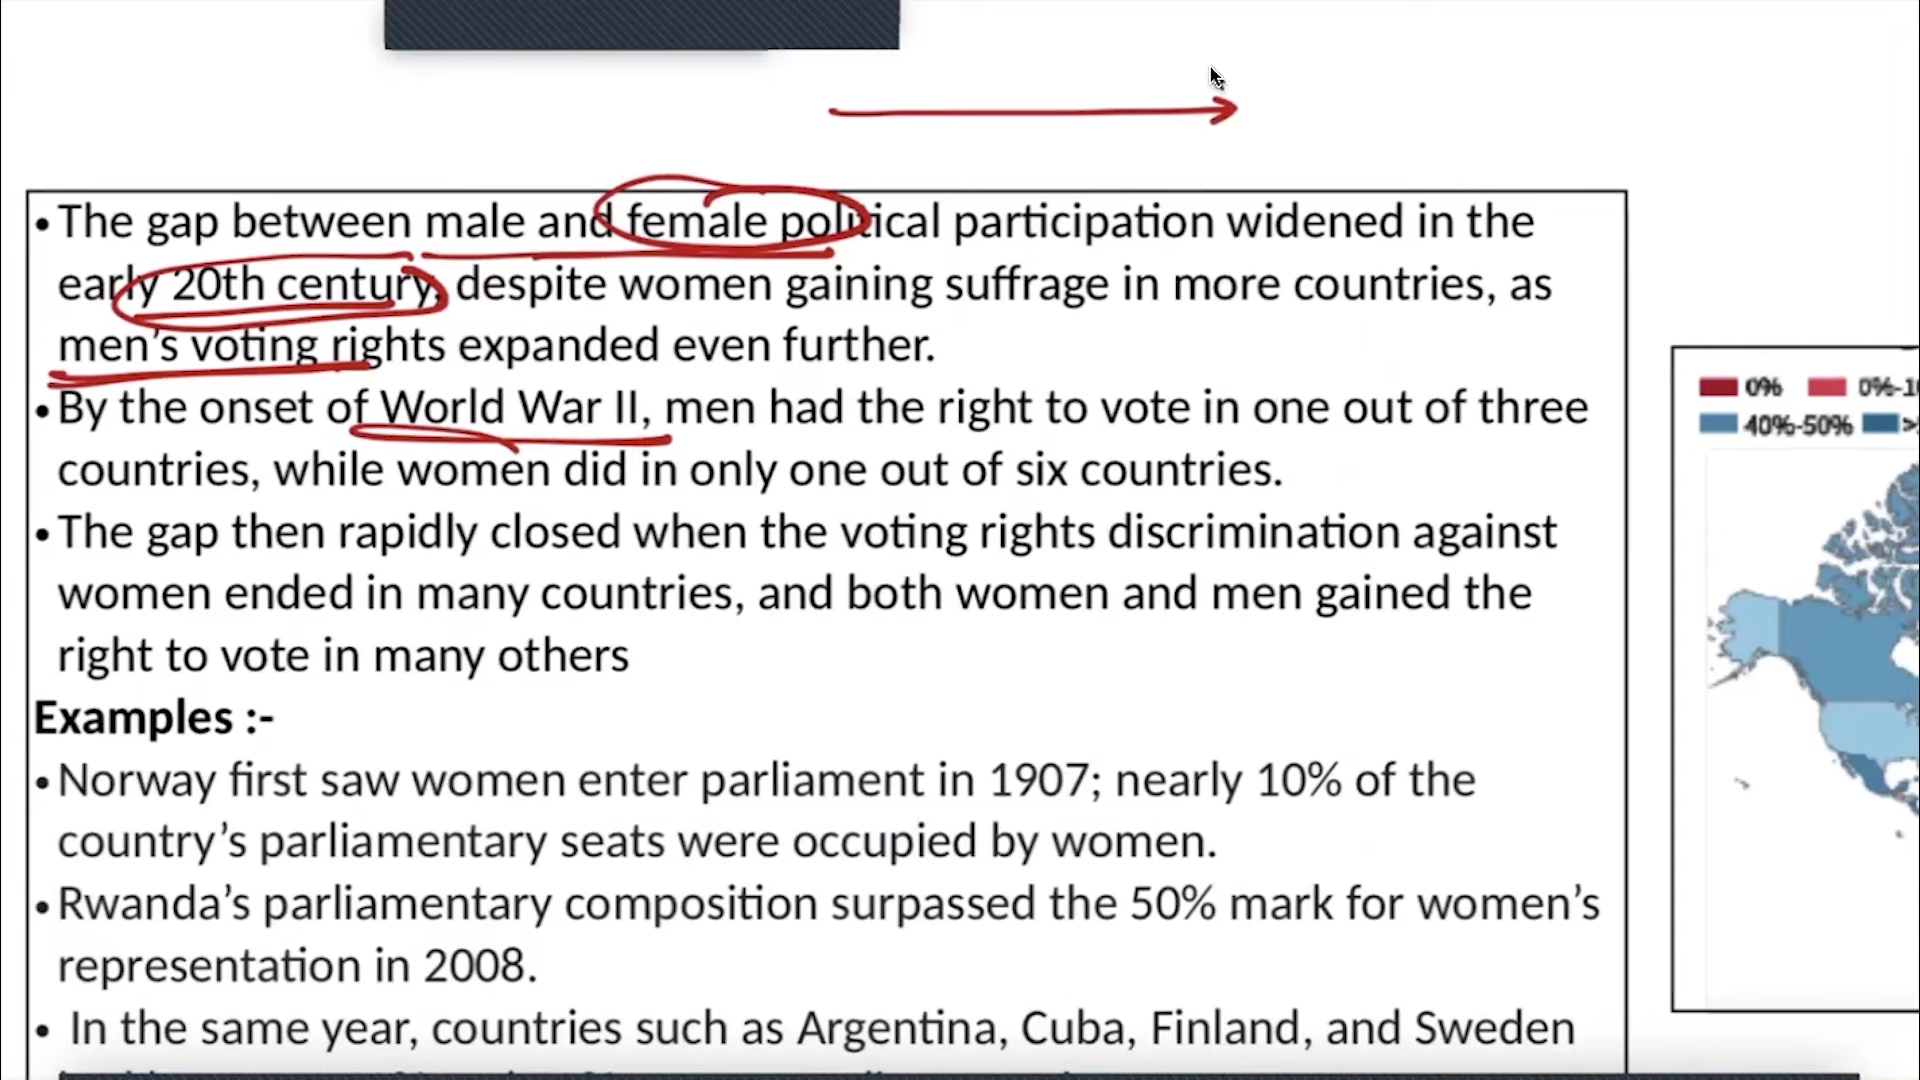 • The gap between male and female political participation widened in the
early 20th century, despite women gaining suffrage in more countries, as
men’s voting rights expanded even further.
• By the onset of World War II, men had the right to vote in one out of three
countries, while women did in only one out of six countries.
• The gap then rapidly closed when the voting rights discrimination against
women ended in many countries, and both women and men gained the
right to vote in many others
Examples :-
• Norway first saw women enter parliament in 1907; nearly 10% of the
country’s parliamentary seats were occupied by women.
• Rwanda’s parliamentary composition surpassed the 50% mark for women’s
representation in 2008.
• In the same year, countries such as Argentina, Cuba, Finland, and Sweden
0% 0%-1
40%-50% >